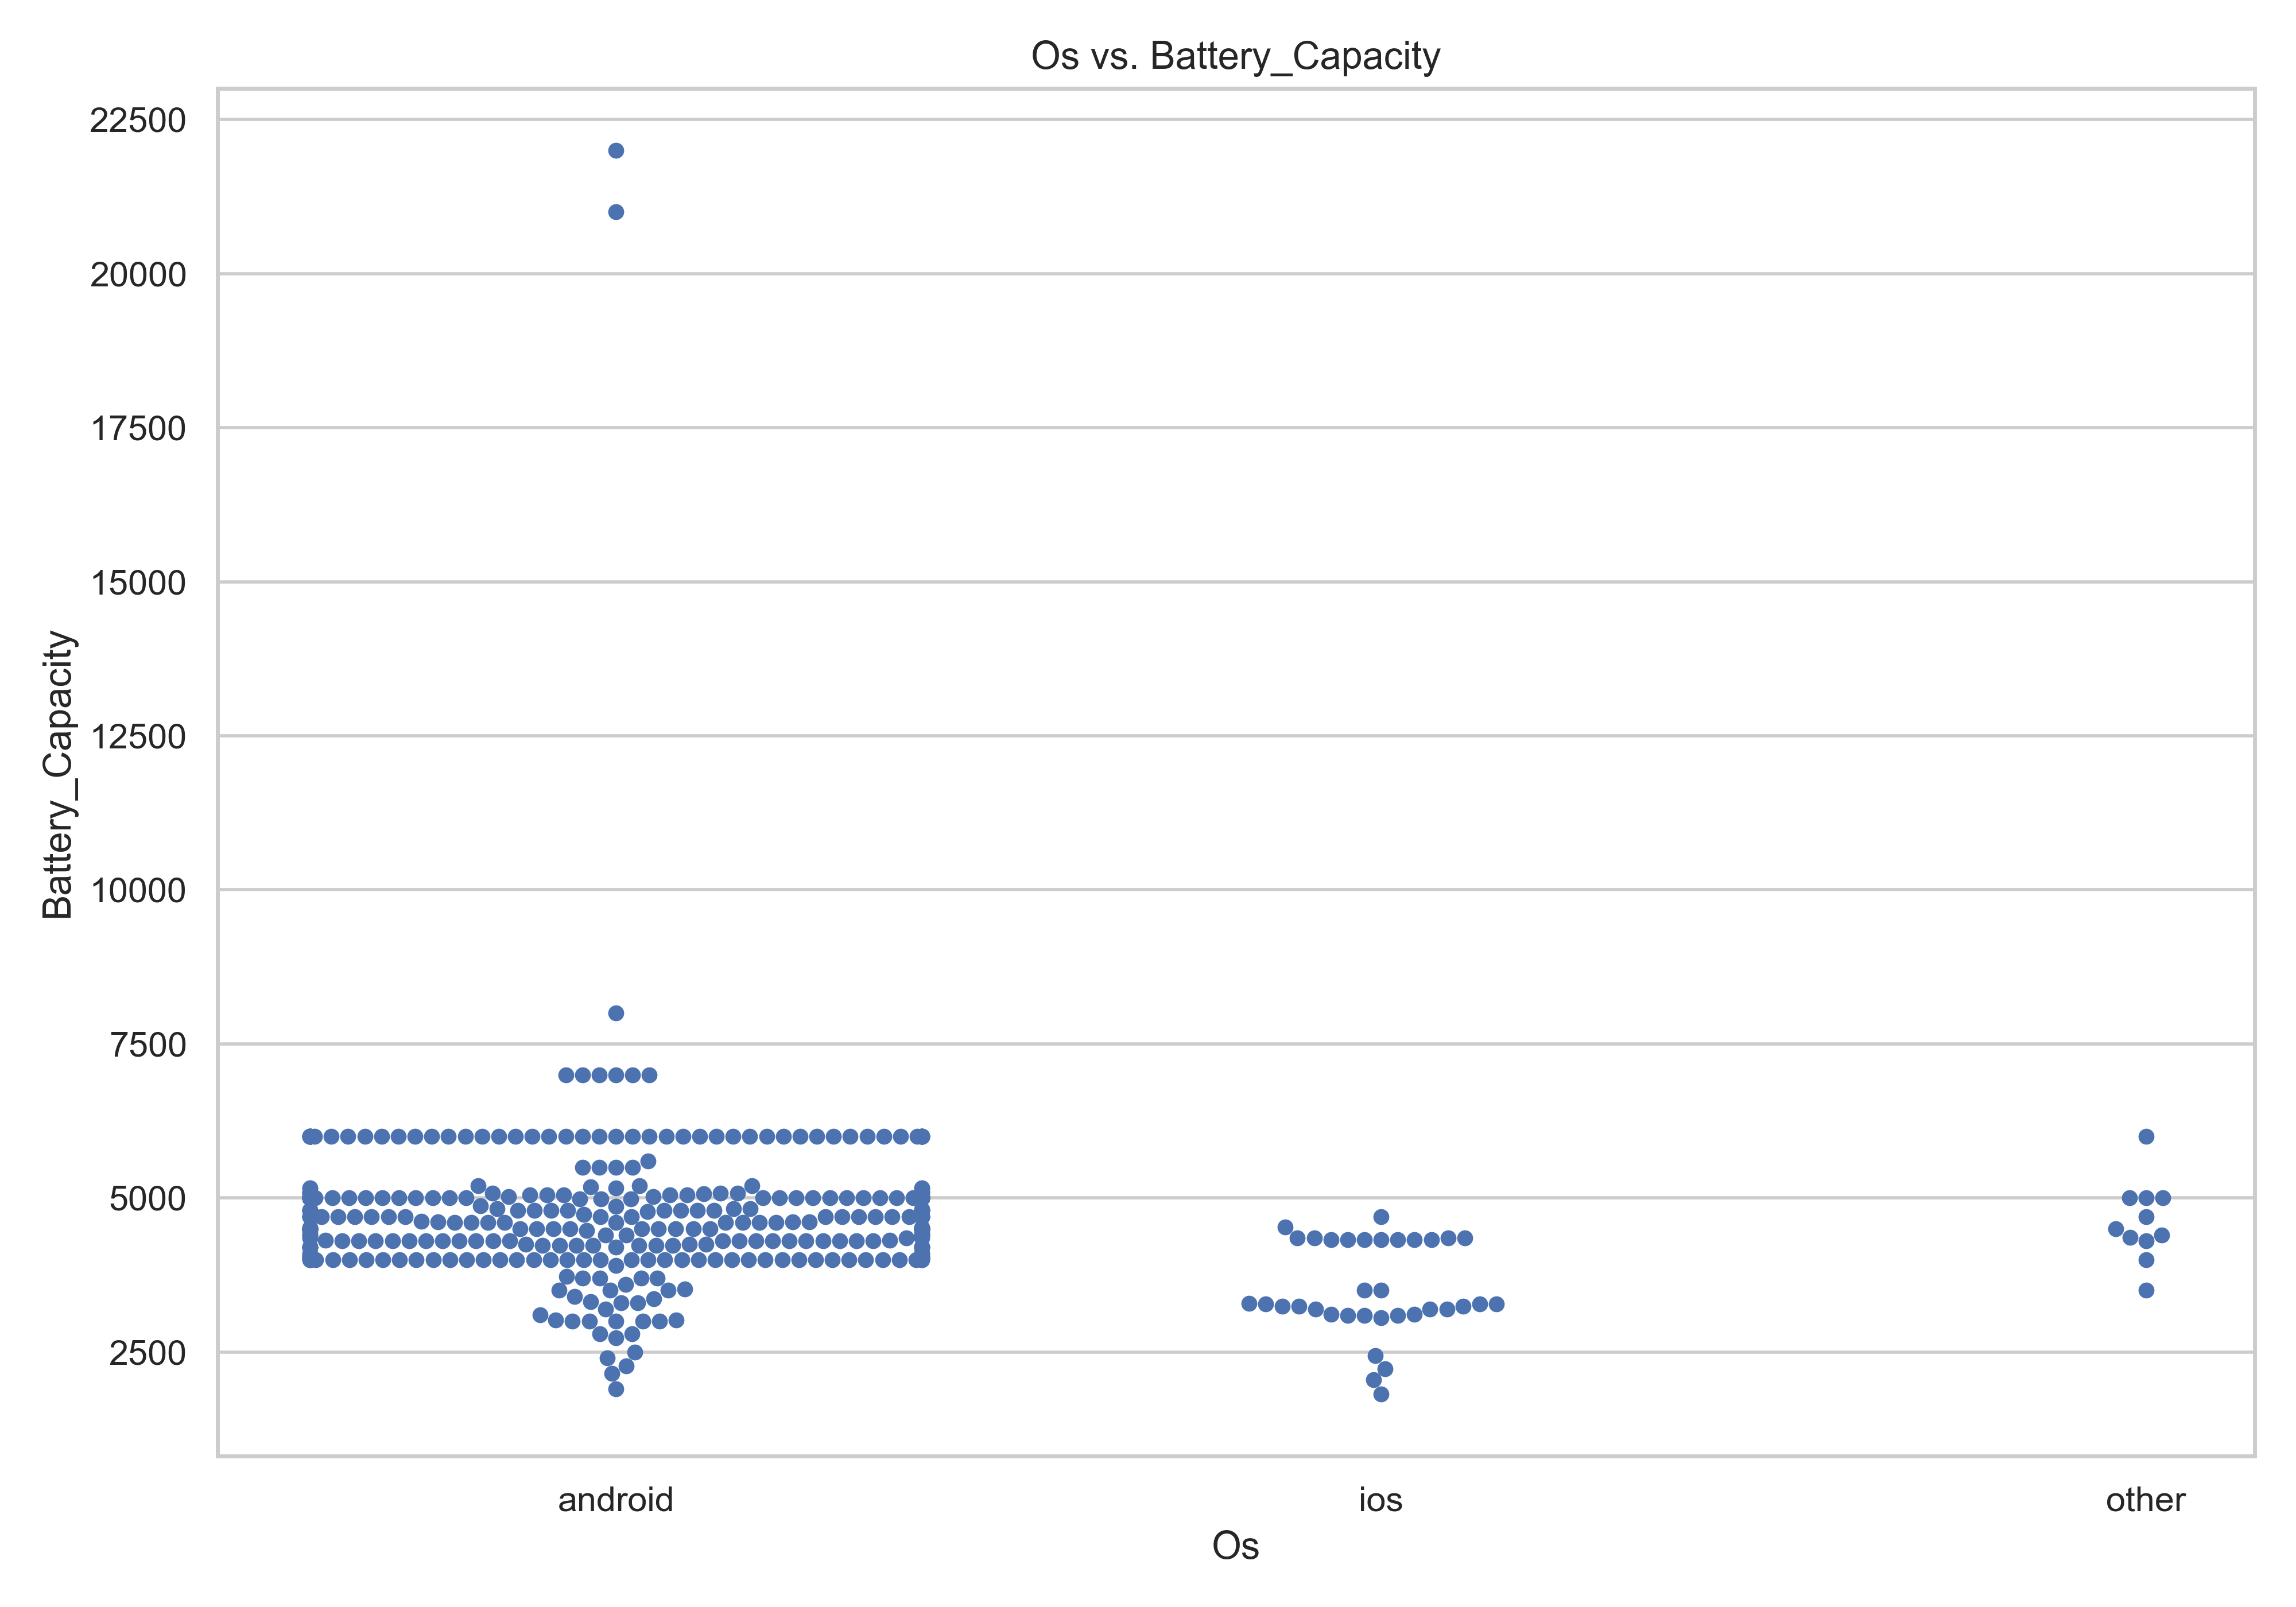 Os vs. Battery_Capacity
22500
20000
17500
15000
12500
10000
7500
5000
2500
Battery_Capacity
android ios other
Os